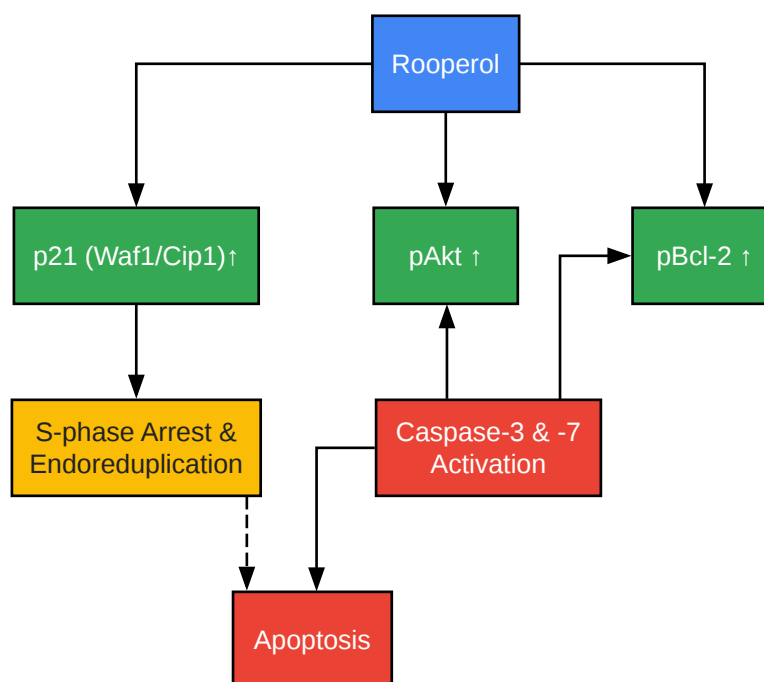 Rooperol
p21 (Waf1/Cip1)↑
pAkt ↑
pBcl-2 ↑
S-phase Arrest &
Endoreduplication
Caspase-3 & -7
Activation
Apoptosis